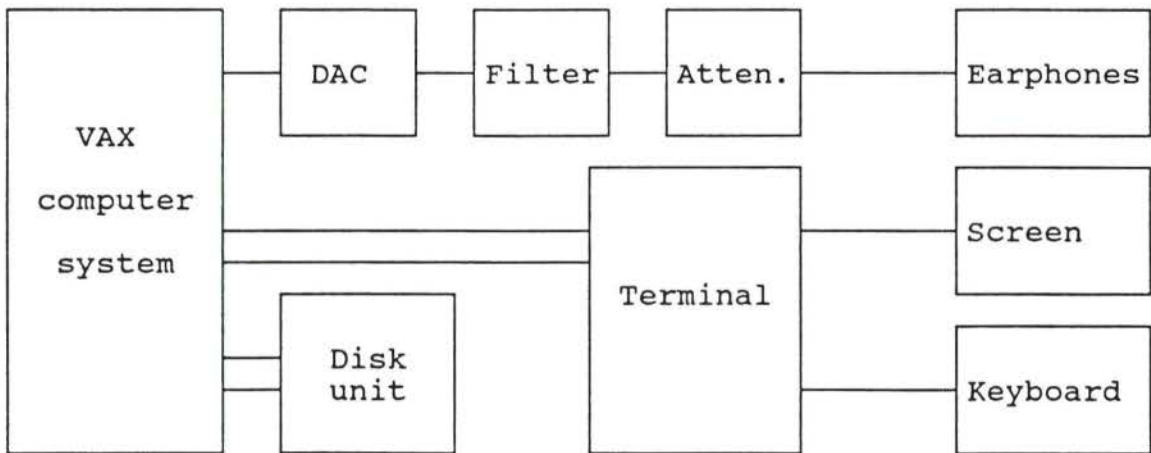 DAC
Filter
Atten.
Earphones
VAX
computer
system
Terminal
Screen
Disk
unit
Keyboard